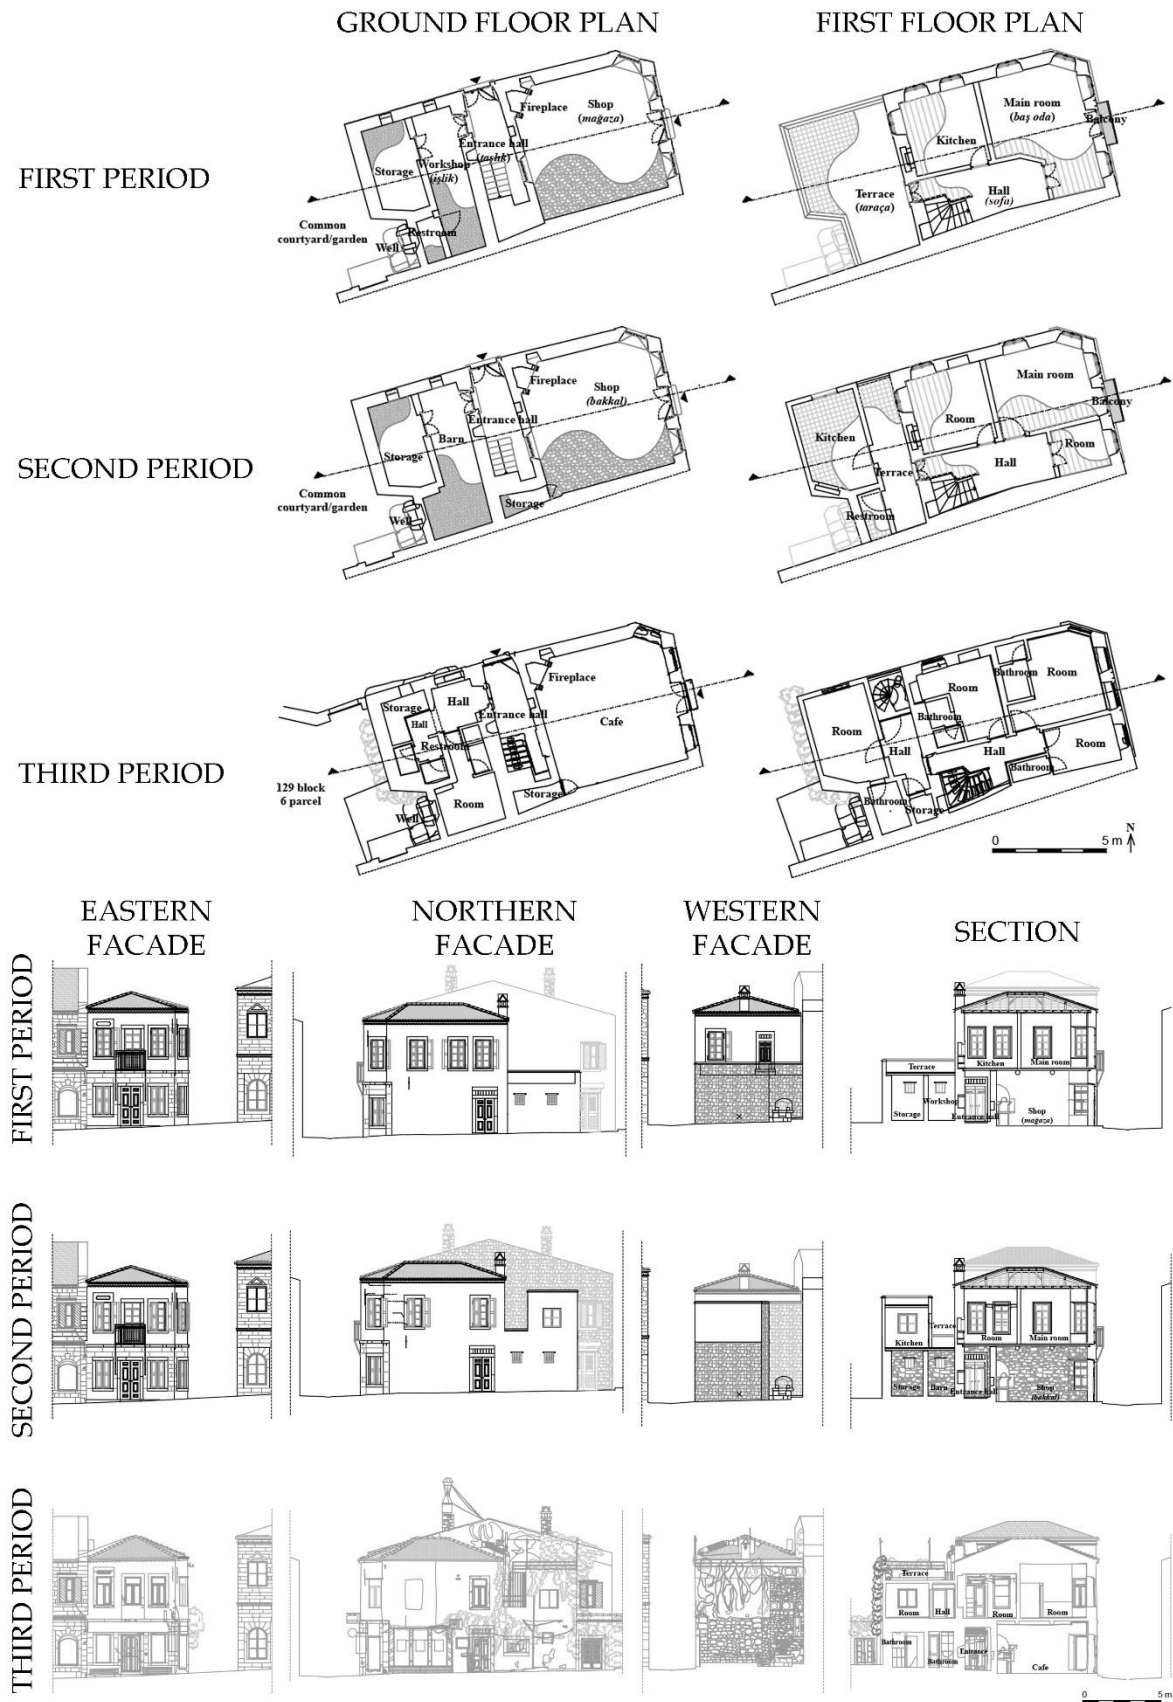 GROUND FLOOR PLAN
FIRST FLOOR PLAN
FIRST PERIOD
Fireplace
Shop
(mağaza)
Entrance hall
(taşlık)
Workshop
(işlik)
Storage
Restroom
Common
courtyard/garden
Well
Main room
(baş oda)
Balcony
Kitchen
Hall
(sofa)
Terrace
(taraça)
SECOND PERIOD
Fireplace
Shop
(bakkal)
Entrance hall
Barn
Storage
Storage
Common
courtyard/garden
Well
Main room
Balcony
Room
Room
Kitchen
Hall
Terrace
Restroom
THIRD PERIOD
Fireplace
Cafe
Entrance hall
Storage
Hall
Hall
Restroom
Room
Storage
129 block
6 parcel
Well
Bathroom
Room
Room
Bathroom
Room
Hall
Hall
Room
Bathroom
Bathroom
Storage
0
5 m
N
EASTERN
FACADE
NORTHERN
FACADE
WESTERN
FACADE
SECTION
FIRST PERIOD
Terrace
Kitchen
Main room
Workshop
Storage
Entrance hall
Shop
(mağaza)
SECOND PERIOD
Terrace
Kitchen
Room
Main room
Storage
Barn
Entrance hall
Shop
(bakkal)
THIRD PERIOD
Terrace
Room
Hall
Room
Room
Bathroom
Bathroom
Entrance
Cafe
0
5 m